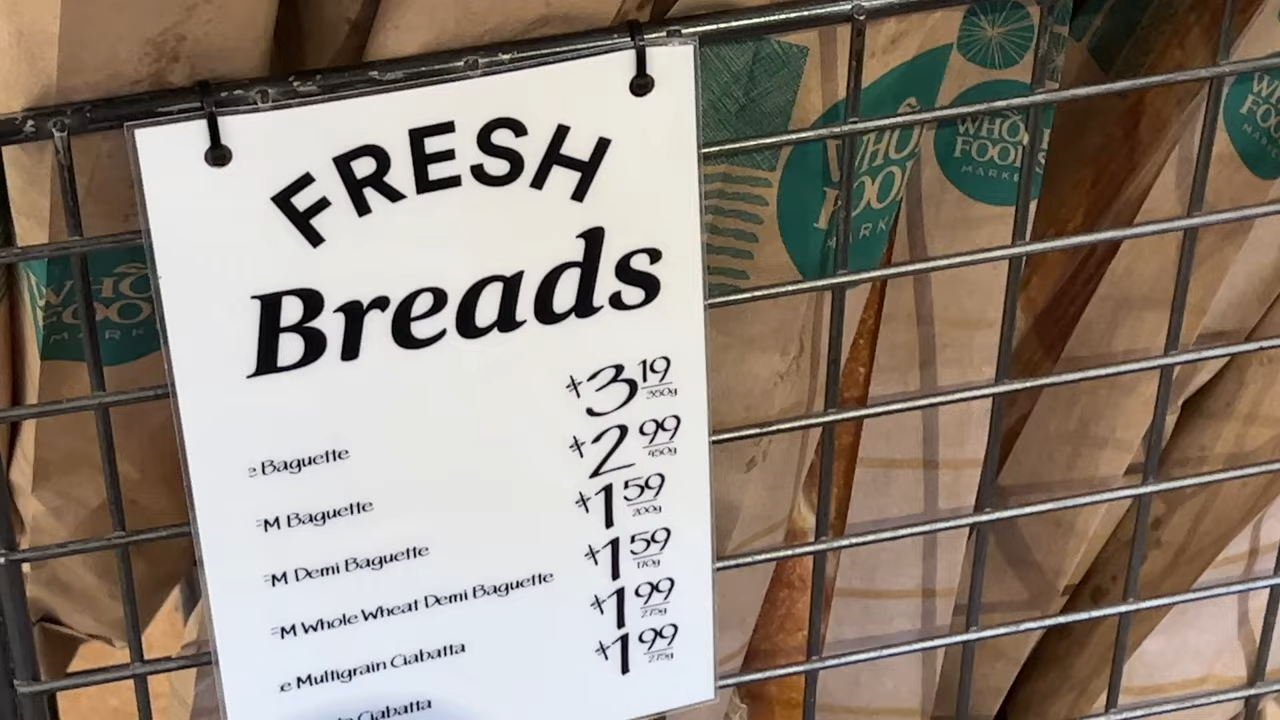 FRESH
Breads
Baguette $3.19 350g
Baguette $2.99 450g
Demi Baguette $1.59 200g
Whole Wheat Demi Baguette $1.59 170g
Multigrain Ciabatta $1.99 275g
Ciabatta $1.99 275g
WHOLE
FOODS
MARKET